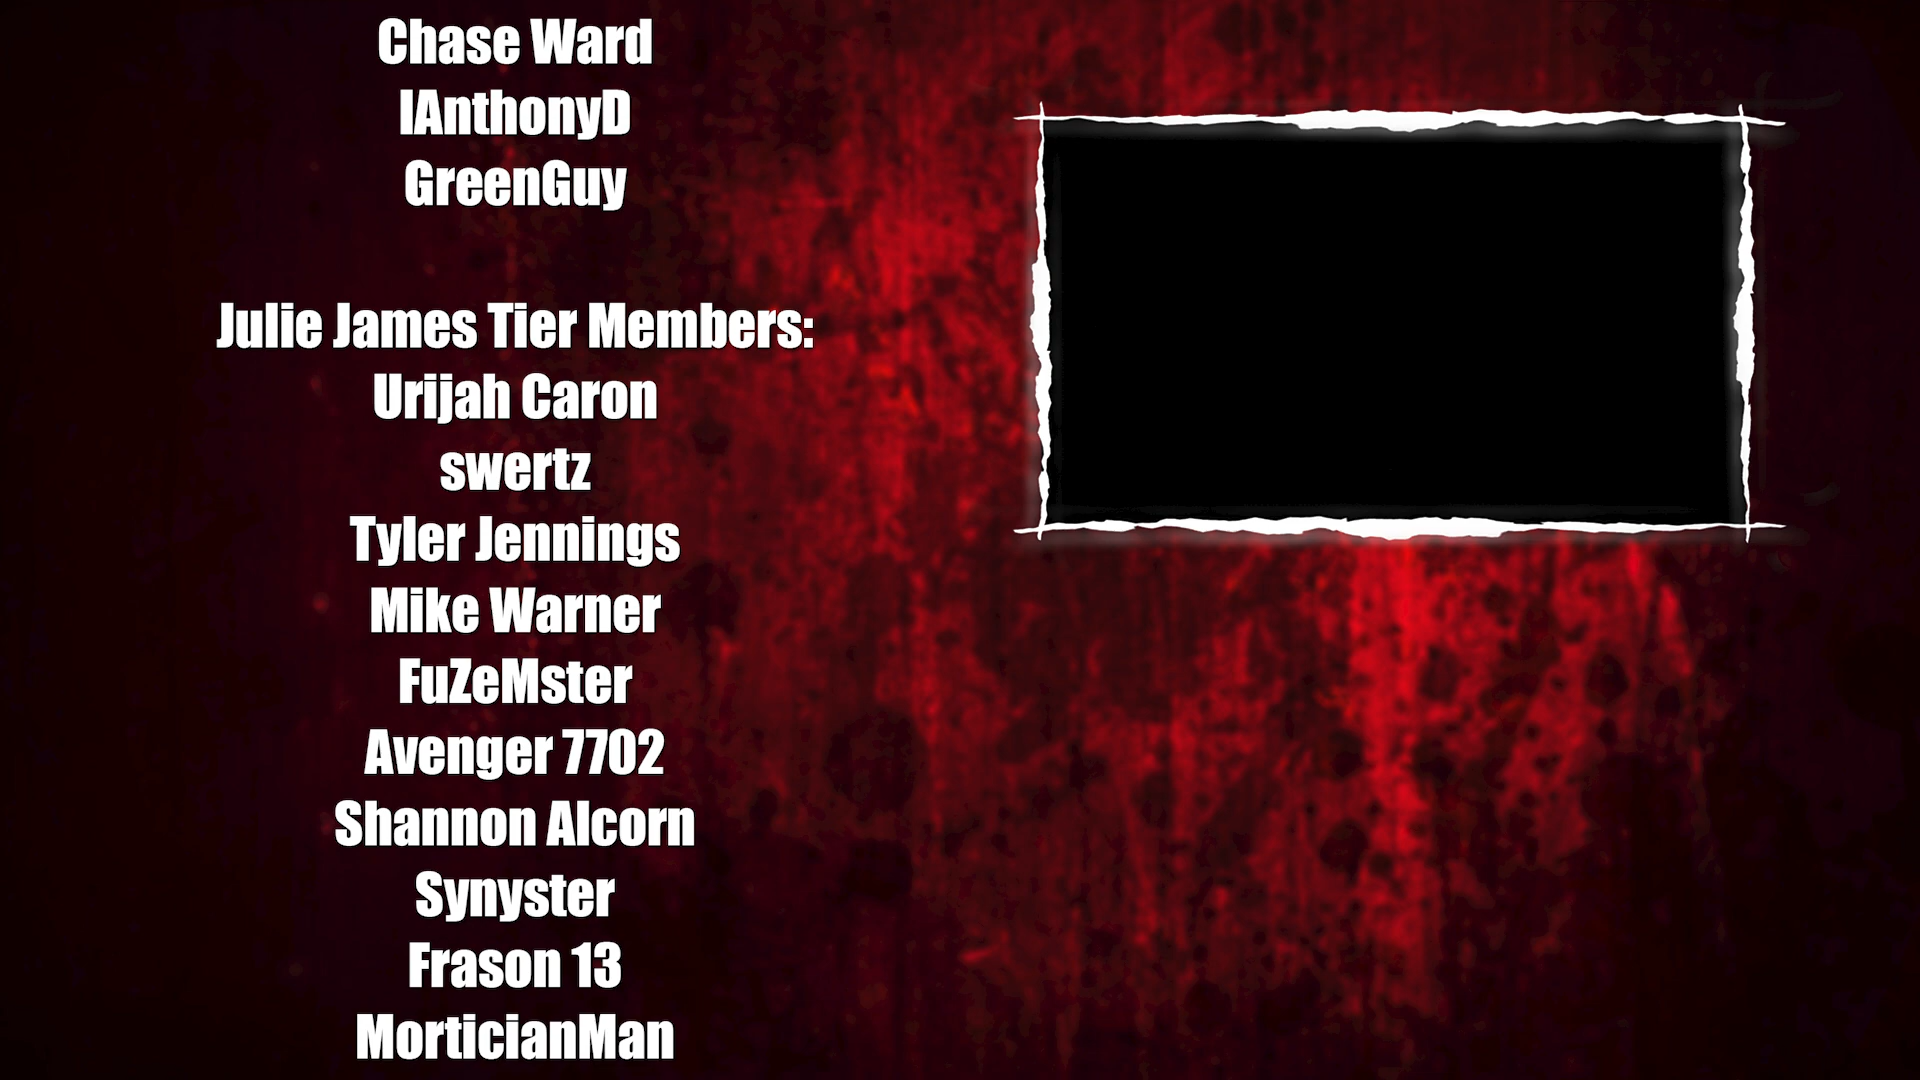 Chase Ward
IAnthonyD
GreenGuy
Julie James Tier Members:
Urijah Caron
swertz
Tyler Jennings
Mike Warner
FuZeMster
Avenger 7702
Shannon Alcorn
Synyster
Frason 13
MorticianMan